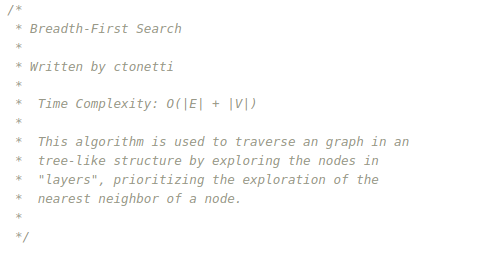 /*
 * Breadth-First Search
 *
 * Written by ctonetti
 *
 *  Time Complexity: O(|E| + |V|)
 *
 *  This algorithm is used to traverse an graph in an
 *  tree-like structure by exploring the nodes in
 *  "layers", prioritizing the exploration of the
 *  nearest neighbor of a node.
 *
 */